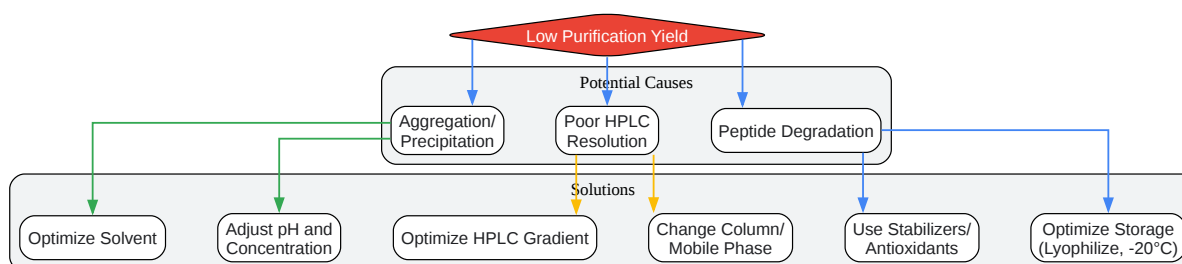 Low Purification Yield
Potential Causes
Aggregation/
Precipitation
Poor HPLC
Resolution
Peptide Degradation
Solutions
Optimize Solvent
Adjust pH and
Concentration
Optimize HPLC Gradient
Change Column/
Mobile Phase
Use Stabilizers/
Antioxidants
Optimize Storage
(Lyophilize, -20°C)